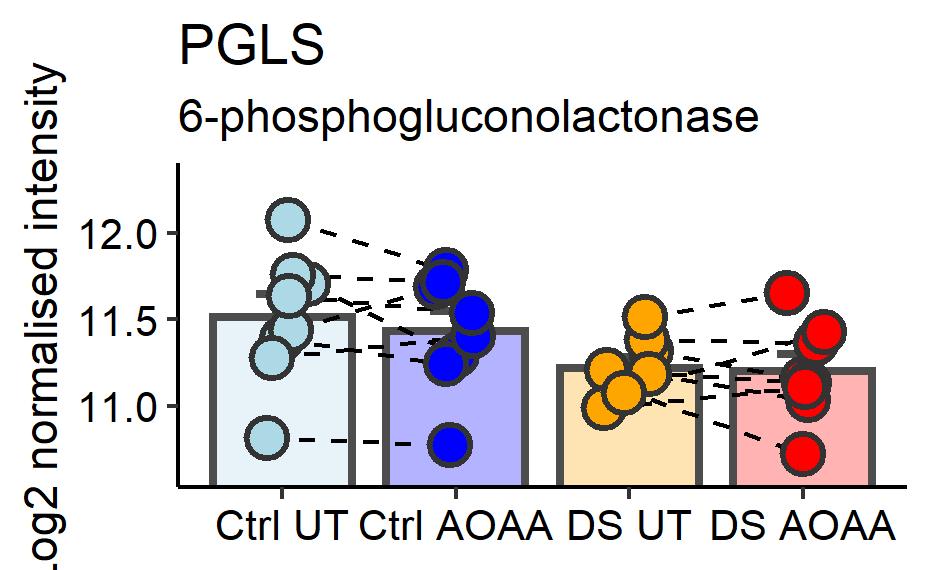 PGLS
6-phosphogluconolactonase
Log2 normalised intensity
12.0
11.5
11.0
Ctrl UT Ctrl AOAA DS UT DS AOAA